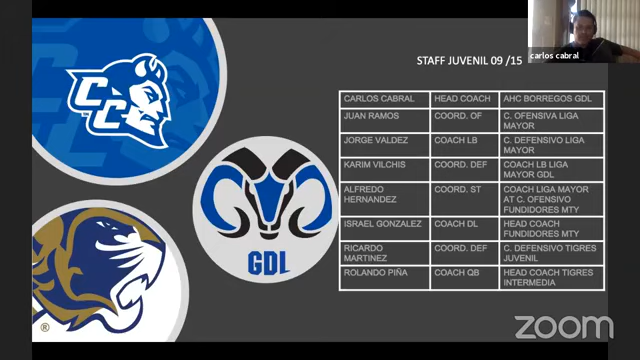 carlos cabral
STAFF JUVENIL 09 /15
CARLOS CABRAL HEAD COACH AHC BORREGOS GDL
JUAN RAMOS COORD. OF C. OFENSIVA LIGA
MAYOR
JORGE VALDEZ COACH LB C. DEFENSIVO LIGA
MAYOR
KARIM VILCHIS COORD. DEF COACH LB LIGA
MAYOR GDL
ALFREDO
HERNANDEZ COORD. ST COACH LIGA MAYOR
AT C. OFENSIVO
FUNDIDORES MTY
ISRAEL GONZALEZ COACH DL HEAD COACH
FUNDIDORES MTY
RICARDO
MARTINEZ COORD. DEF C. DEFENSIVO TIGRES
JUVENIL
ROLANDO PIÑA COACH QB HEAD COACH TIGRES
INTERMEDIA
CC
GDL
®
zoom